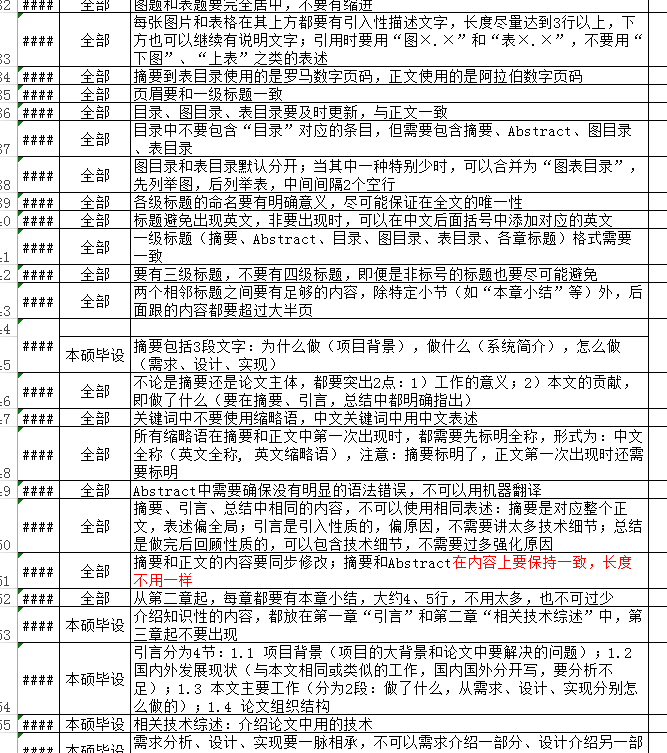 32 #### 全部 图题和表题要完全居中，不要有缩进
每张图片和表格在其上方都要有引入性描述文字，长度尽量达到3行以上，下
33 #### 全部 方也可以继续有说明文字；引用时要用“图×.×”和“表×.×”，不要用“
下图”、“上表”之类的表述
34 #### 全部 摘要到表目录使用的是罗马数字页码，正文使用的是阿拉伯数字页码
35 #### 全部 页眉要和一级标题一致
36 #### 全部 目录、图目录、表目录要及时更新，与正文一致
目录中不要包含“目录”对应的条目，但需要包含摘要、Abstract、图目录
37 #### 全部 、表目录
图目录和表目录默认分开；当其中一种特别少时，可以合并为“图表目录”，
38 #### 全部 先列举图，后列举表，中间间隔2个空行
39 #### 全部 各级标题的命名要有明确意义，尽可能保证在全文的唯一性
40 #### 全部 标题避免出现英文，非要出现时，可以在中文后面括号中添加对应的英文
一级标题（摘要、Abstract、目录、图目录、表目录、各章标题）格式需要
41 #### 全部 一致
42 #### 全部 要有三级标题，不要有四级标题，即便是非标号的标题也要尽可能避免
两个相邻标题之间要有足够的内容，除特定小节（如“本章小结”等）外，后
43 #### 全部 面跟的内容都要超过大半页
44
#### 本硕毕设 摘要包括3段文字：为什么做（项目背景），做什么（系统简介），怎么做
45 （需求、设计、实现）
不论是摘要还是论文主体，都要突出2点：1）工作的意义；2）本文的贡献，
46 #### 全部 即做了什么（要在摘要、引言，总结中都明确指出）
47 #### 全部 关键词中不要使用缩略语，中文关键词中用中文表述
所有缩略语在摘要和正文中第一次出现时，都需要先标明全称，形式为：中文
48 #### 全部 全称（英文全称, 英文缩略语），注意：摘要标明了，正文第一次出现时还需
要标明
49 #### 全部 Abstract中需要确保没有明显的语法错误，不可以用机器翻译
摘要、引言、总结中相同的内容，不可以使用相同表述：摘要是对应整个正
文，表述偏全局；引言是引入性质的，偏原因，不需要讲太多技术细节；总结
50 #### 全部 是做完后回顾性质的，可以包含技术细节，不需要过多强化原因
摘要和正文的内容要同步修改；摘要和Abstract在内容上要保持一致，长度
51 #### 全部 不用一样
52 #### 全部 从第二章起，每章都要有本章小结，大约4、5行，不用太多，也不可过少
介绍知识性的内容，都放在第一章“引言”和第二章“相关技术综述”中，第
53 #### 本硕毕设 三章起不要出现
引言分为4节：1.1 项目背景（项目的大背景和论文中要解决的问题）；1.2
国内外发展现状（与本文相同或类似的工作，国内国外分开写，要分析不
足）；1.3 本文主要工作（分为2段：做了什么，从需求、设计、实现分别怎
54 #### 本硕毕设 么做的）；1.4 论文组织结构
55 #### 本硕毕设 相关技术综述：介绍论文中用的技术
#### 本硕毕设 需求分析、设计、实现要一脉相承，不可以需求介绍一部分、设计介绍另一部